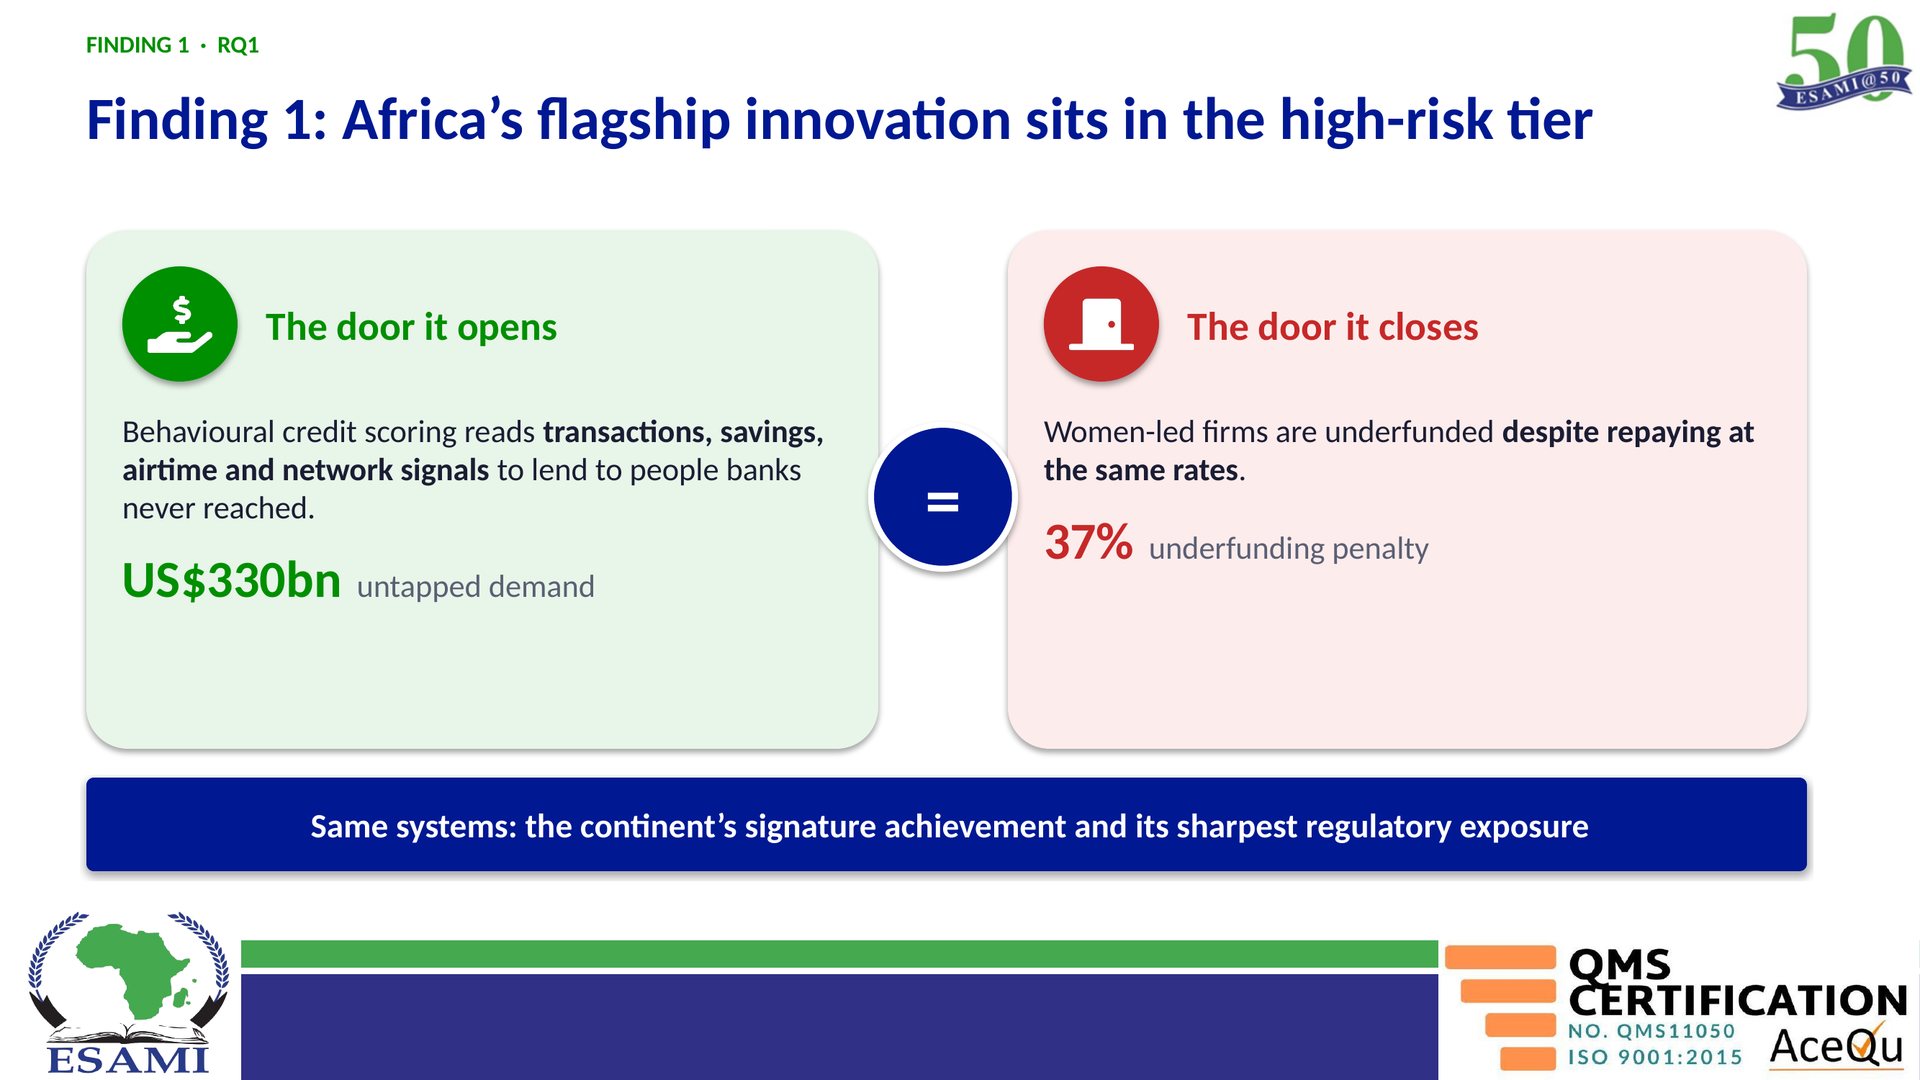 FINDING 1 · RQ1
50
ESAMI@50
Finding 1: Africa’s flagship innovation sits in the high-risk tier
$
The door it opens
Behavioural credit scoring reads transactions, savings,
airtime and network signals to lend to people banks
never reached.
US$330bn untapped demand
=
The door it closes
Women-led firms are underfunded despite repaying at
the same rates.
37% underfunding penalty
Same systems: the continent’s signature achievement and its sharpest regulatory exposure
ESAMI
QMS
CERTIFICATION
NO. QMS11050
ISO 9001:2015
AceQu